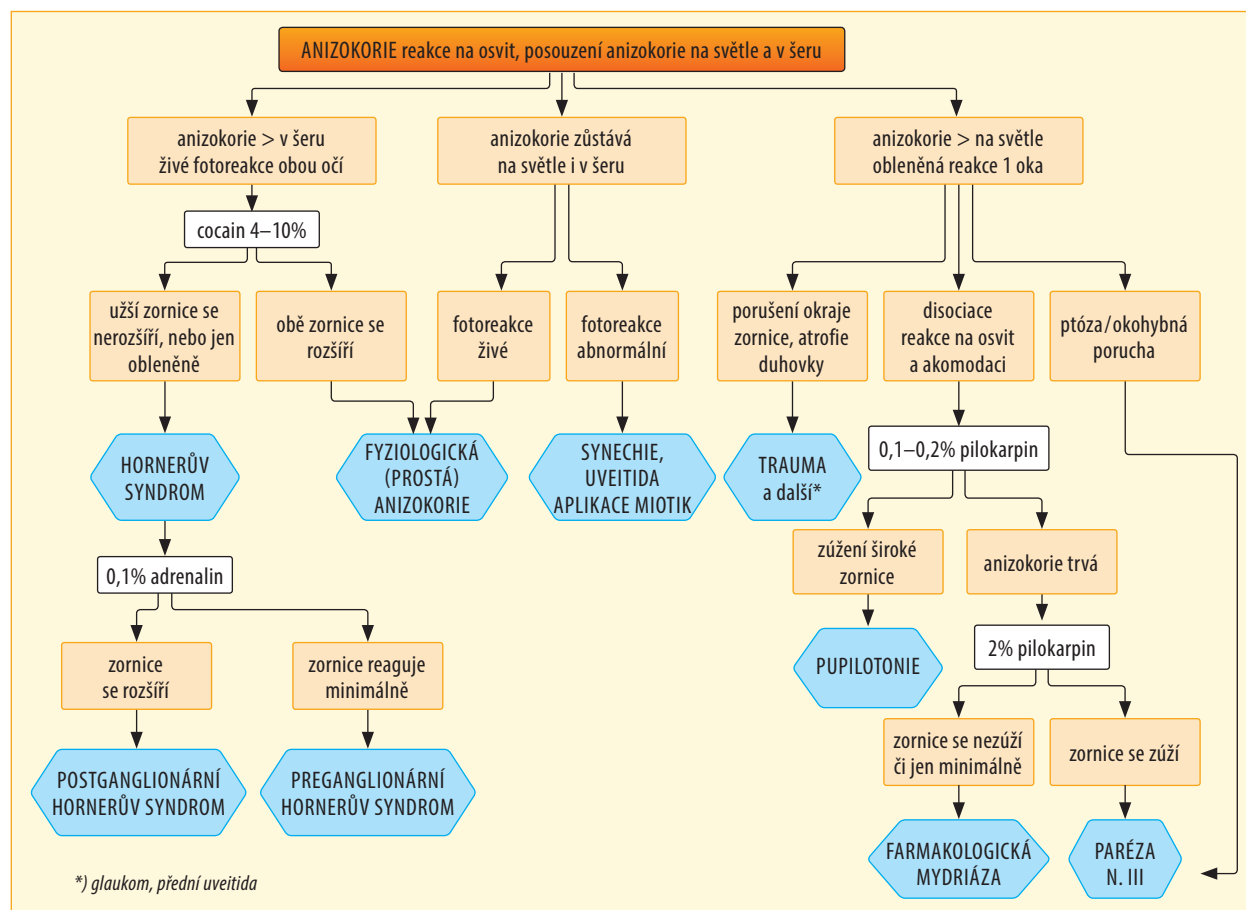 ANIZOKORIE reakce na osvit, posouzení anizokorie na světle a v šeru
anizokorie > v šeru
živé fotoreakce obou očí
anizokorie zůstává
na světle i v šeru
anizokorie > na světle
obleněná reakce 1 oka
cocain 4–10%
užší zornice se
nerozšíří, nebo jen
obleněně
obě zornice se
rozšíří
fotoreakce
živé
fotoreakce
abnormální
porušení okraje
zornice, atrofie
duhovky
disociace
reakce na osvit
a akomodaci
ptóza/okohybná
porucha
HORNERŮV
SYNDROM
FYZIOLOGICKÁ
(PROSTÁ)
ANIZOKORIE
SYNECHIE,
UVEITIDA
APLIKACE MIOTIK
TRAUMA
a další*
0,1–0,2% pilokarpin
0,1% adrenalin
zúžení široké
zornice
anizokorie trvá
zornice
se rozšíří
zornice reaguje
minimálně
PUPILOTONIE
2% pilokarpin
POSTGANGLIONÁRNÍ
HORNERŮV SYNDROM
PREGANGLIONÁRNÍ
HORNERŮV SYNDROM
zornice se nezúží
či jen minimálně
zornice se zúží
FARMAKOLOGICKÁ
MYDRIÁZA
PARÉZA
N. III
*) glaukom, přední uveitida